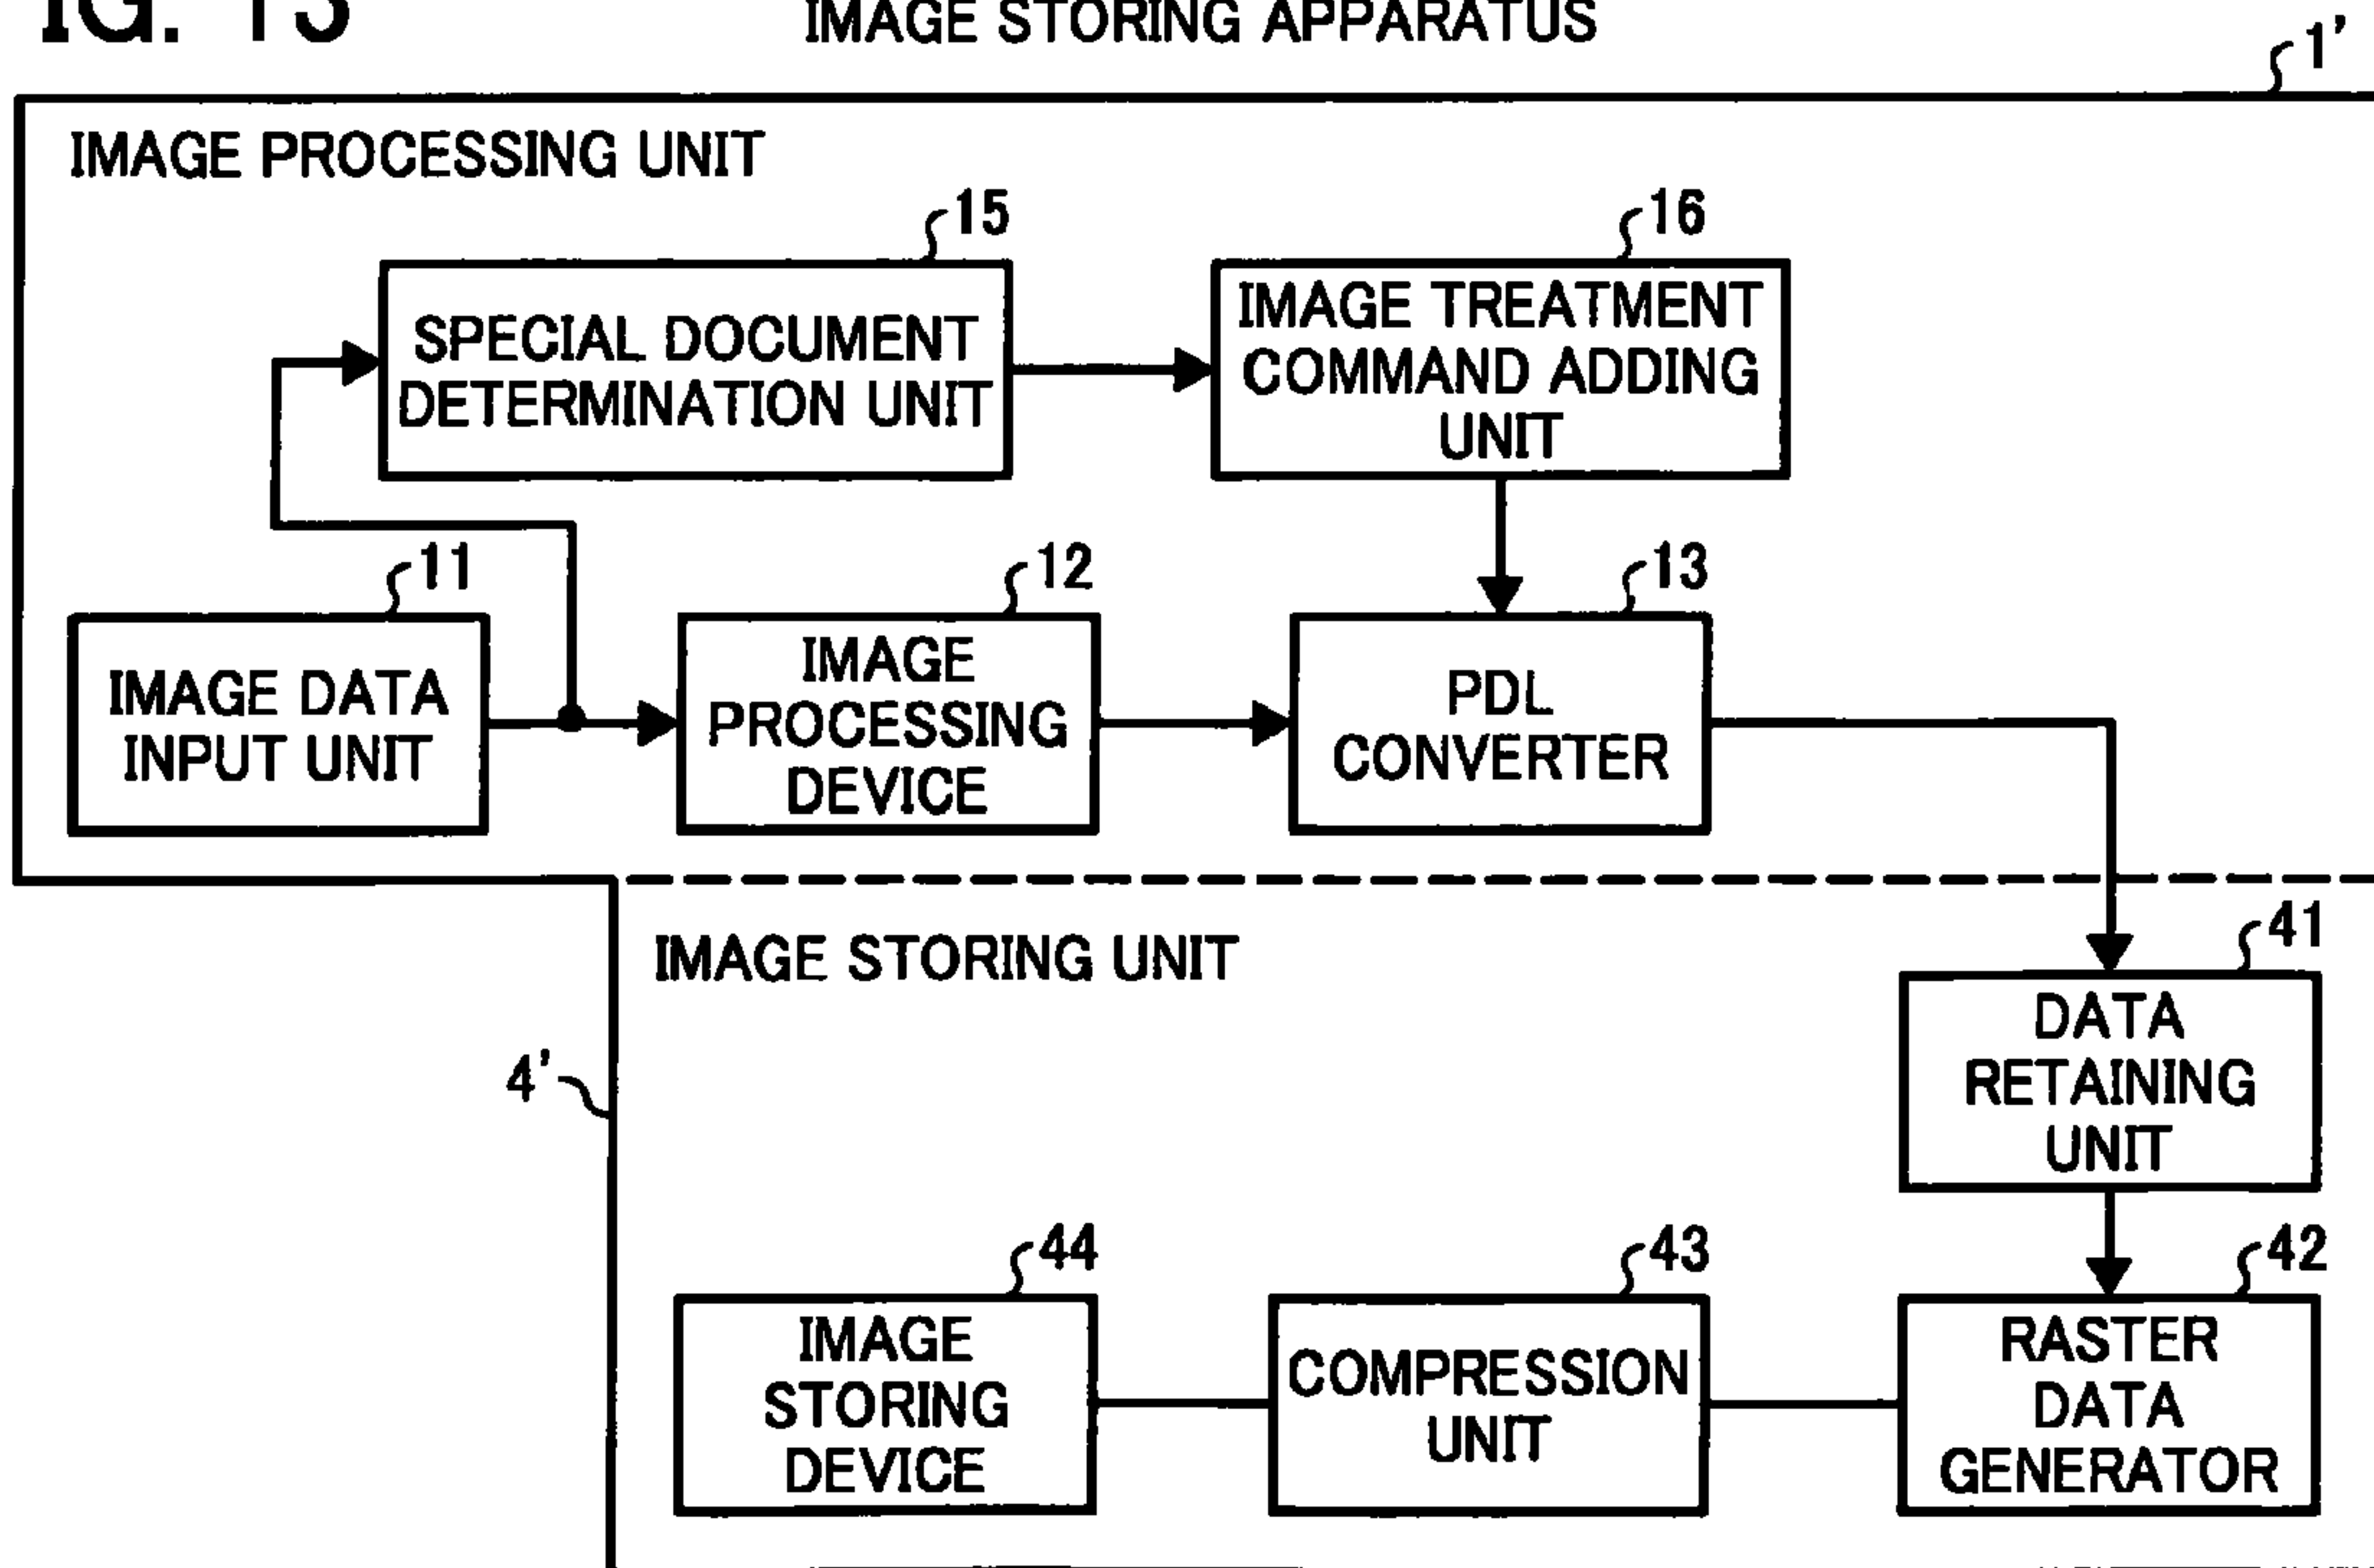 IG. 13
IMAGE STORING APPARATUS
1'
IMAGE PROCESSING UNIT
15
16
SPECIAL DOCUMENT
DETERMINATION UNIT
IMAGE TREATMENT
COMMAND ADDING
UNIT
11
12
13
IMAGE DATA
INPUT UNIT
IMAGE
PROCESSING
DEVICE
PDL
CONVERTER
IMAGE STORING UNIT
41
4'
DATA
RETAINING
UNIT
44
43
42
IMAGE
STORING
DEVICE
COMPRESSION
UNIT
RASTER
DATA
GENERATOR